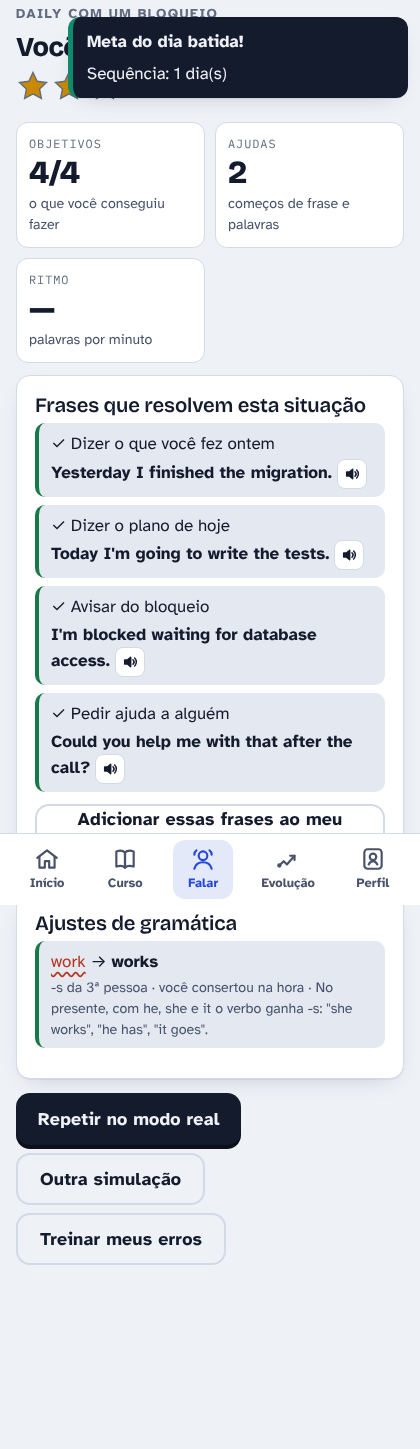 DAILY COM UM BLOQUEIO
Você
Meta do dia batida!
Sequência: 1 dia(s)
OBJETIVOS
4/4
o que você conseguiu
fazer
AJUDAS
2
começos de frase e
palavras
RITMO
—
palavras por minuto
Frases que resolvem esta situação
✓ Dizer o que você fez ontem
Yesterday I finished the migration.
✓ Dizer o plano de hoje
Today I'm going to write the tests.
✓ Avisar do bloqueio
I'm blocked waiting for database
access.
✓ Pedir ajuda a alguém
Could you help me with that after the
call?
Adicionar essas frases ao meu
Início
Curso
Falar
Evolução
Perfil
Ajustes de gramática
work → works
-s da 3ª pessoa · você consertou na hora · No
presente, com he, she e it o verbo ganha -s: "she
works", "he has", "it goes".
Repetir no modo real
Outra simulação
Treinar meus erros